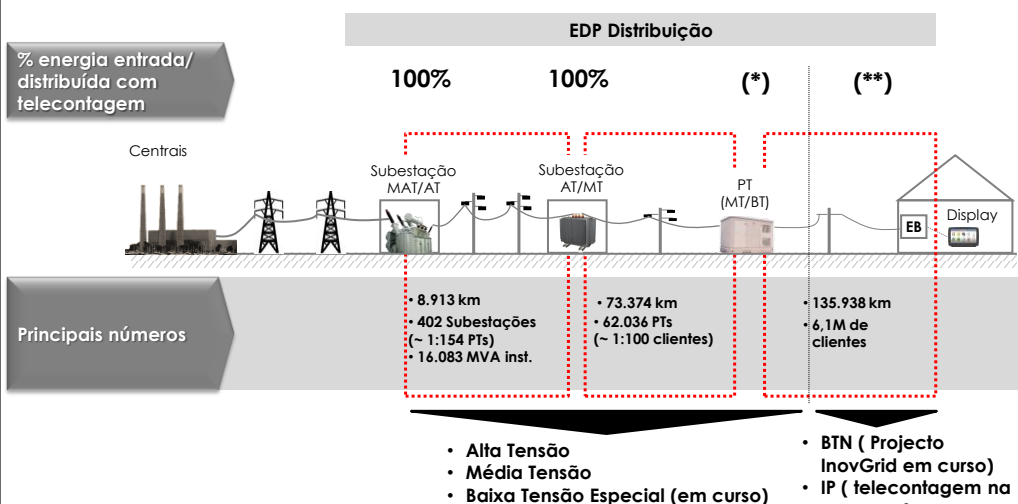 EDP Distribuição
% energia entrada/
distribuída com
telecontagem
100%
100%
(*)
(**)
Centrais
Subestação
MAT/AT
Subestação
AT/MT
PT
(MT/BT)
EB
Display
Principais números
• 8.913 km
• 402 Subestações
(~ 1:154 PTs)
• 16.083 MVA inst.
• 73.374 km
• 62.036 PTs
(~ 1:100 clientes)
• 135.938 km
• 6,1M de
clientes
• Alta Tensão
• Média Tensão
• Baixa Tensão Especial (em curso)
• BTN ( Projecto
InovGrid em curso)
• IP ( telecontagem na